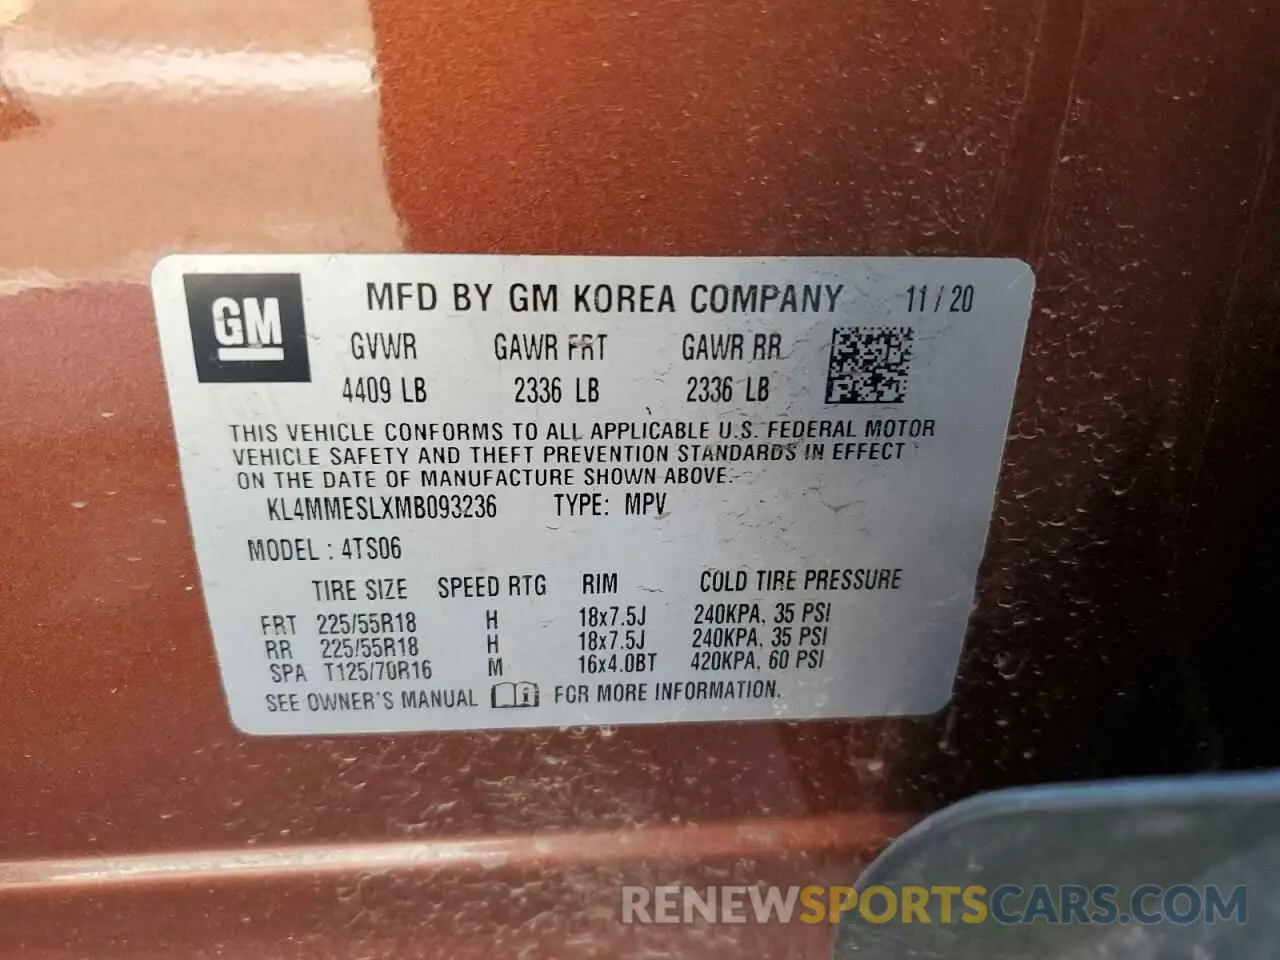 GM
MFD BY GM KOREA COMPANY 11/20
GVWR GAWR FRT GAWR RR
4409 LB 2336 LB 2336 LB
THIS VEHICLE CONFORMS TO ALL APPLICABLE U.S. FEDERAL MOTOR
VEHICLE SAFETY AND THEFT PREVENTION STANDARDS IN EFFECT
ON THE DATE OF MANUFACTURE SHOWN ABOVE.
KL4MMESLXMB093236 TYPE: MPV
MODEL : 4TS06
TIRE SIZE SPEED RTG RIM COLD TIRE PRESSURE
FRT 225/55R18 H 18x7.5J 240KPA, 35 PSI
RR 225/55R18 H 18x7.5J 240KPA, 35 PSI
SPA T125/70R16 M 16x4.0BT 420KPA, 60 PSI
SEE OWNER'S MANUAL i FOR MORE INFORMATION.
RENEWSPORTSCARS.COM